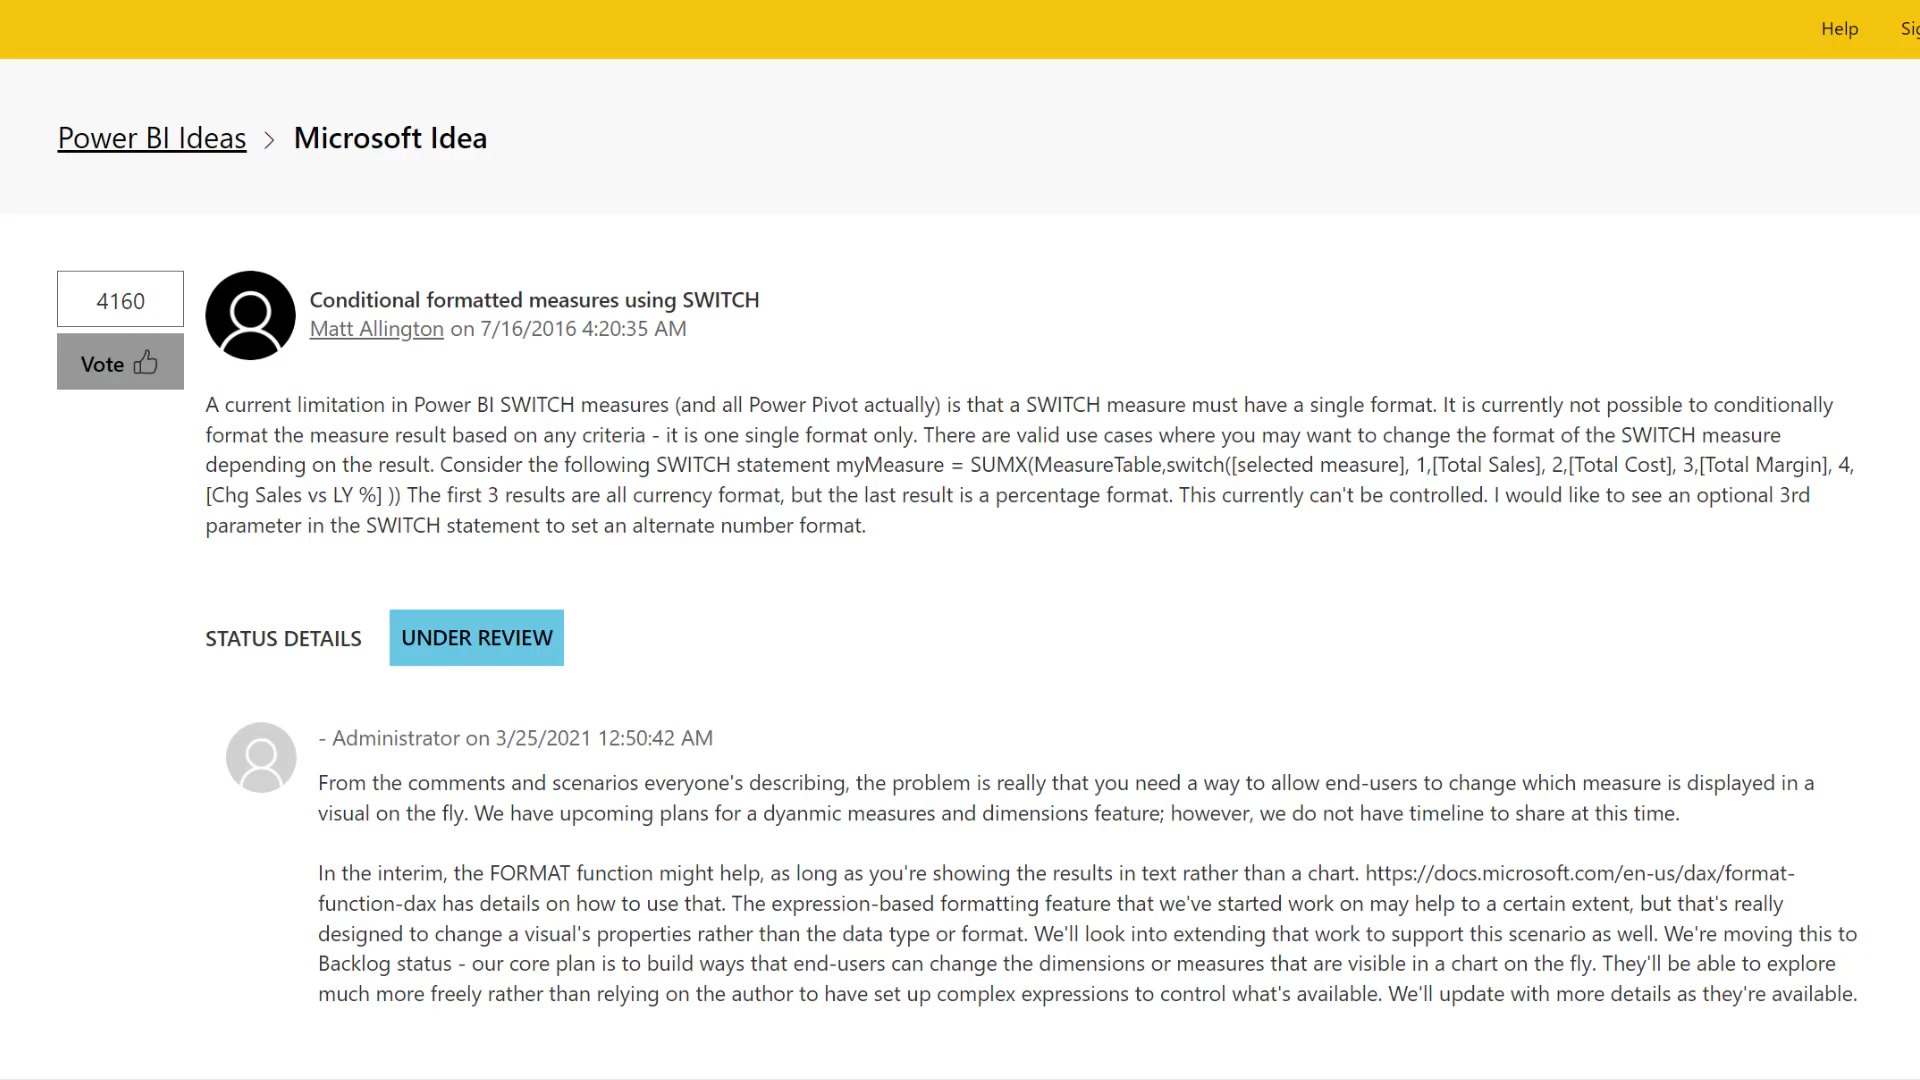 Help
Power BI Ideas > Microsoft Idea
4160
Vote
Conditional formatted measures using SWITCH
Matt Allington on 7/16/2016 4:20:35 AM
A current limitation in Power BI SWITCH measures (and all Power Pivot actually) is that a SWITCH measure must have a single format. It is currently not possible to conditionally
format the measure result based on any criteria - it is one single format only. There are valid use cases where you may want to change the format of the SWITCH measure
depending on the result. Consider the following SWITCH statement myMeasure = SUMX(MeasureTable,switch([selected measure], 1,[Total Sales], 2,[Total Cost], 3,[Total Margin], 4,
[Chg Sales vs LY %] )) The first 3 results are all currency format, but the last result is a percentage format. This currently can't be controlled. I would like to see an optional 3rd
parameter in the SWITCH statement to set an alternate number format.
STATUS DETAILS UNDER REVIEW
- Administrator on 3/25/2021 12:50:42 AM
From the comments and scenarios everyone's describing, the problem is really that you need a way to allow end-users to change which measure is displayed in a
visual on the fly. We have upcoming plans for a dyanmic measures and dimensions feature; however, we do not have timeline to share at this time.
In the interim, the FORMAT function might help, as long as you're showing the results in text rather than a chart. https://docs.microsoft.com/en-us/dax/format-
function-dax has details on how to use that. The expression-based formatting feature that we've started work on may help to a certain extent, but that's really
designed to change a visual's properties rather than the data type or format. We'll look into extending that work to support this scenario as well. We're moving this to
Backlog status - our core plan is to build ways that end-users can change the dimensions or measures that are visible in a chart on the fly. They'll be able to explore
much more freely rather than relying on the author to have set up complex expressions to control what's available. We'll update with more details as they're available.